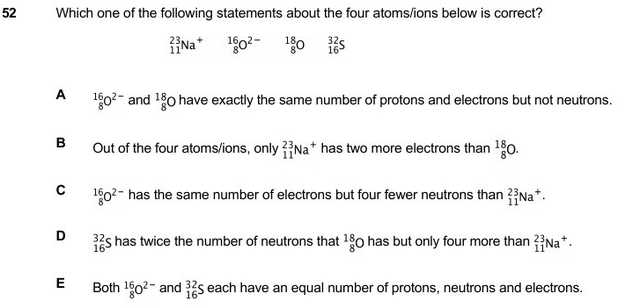 52 Which one of the following statements about the four atoms/ions below is correct?
²³₁₁Na⁺ ¹⁶₈O²⁻ ¹⁸₈O ³²₁₆S
A ¹⁶₈O²⁻ and ¹⁸₈O have exactly the same number of protons and electrons but not neutrons.
B Out of the four atoms/ions, only ²³₁₁Na⁺ has two more electrons than ¹⁸₈O.
C ¹⁶₈O²⁻ has the same number of electrons but four fewer neutrons than ²³₁₁Na⁺.
D ³²₁₆S has twice the number of neutrons that ¹⁸₈O has but only four more than ²³₁₁Na⁺.
E Both ¹⁶₈O²⁻ and ³²₁₆S each have an equal number of protons, neutrons and electrons.